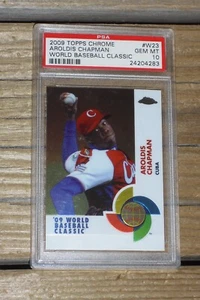 PSA
2009 TOPPS CHROME #W23
AROLDIS CHAPMAN GEM MT
WORLD BASEBALL CLASSIC 10
24204283
AROLDIS
CHAPMAN
CUBA
'09 WORLD
BASEBALL
CLASSIC